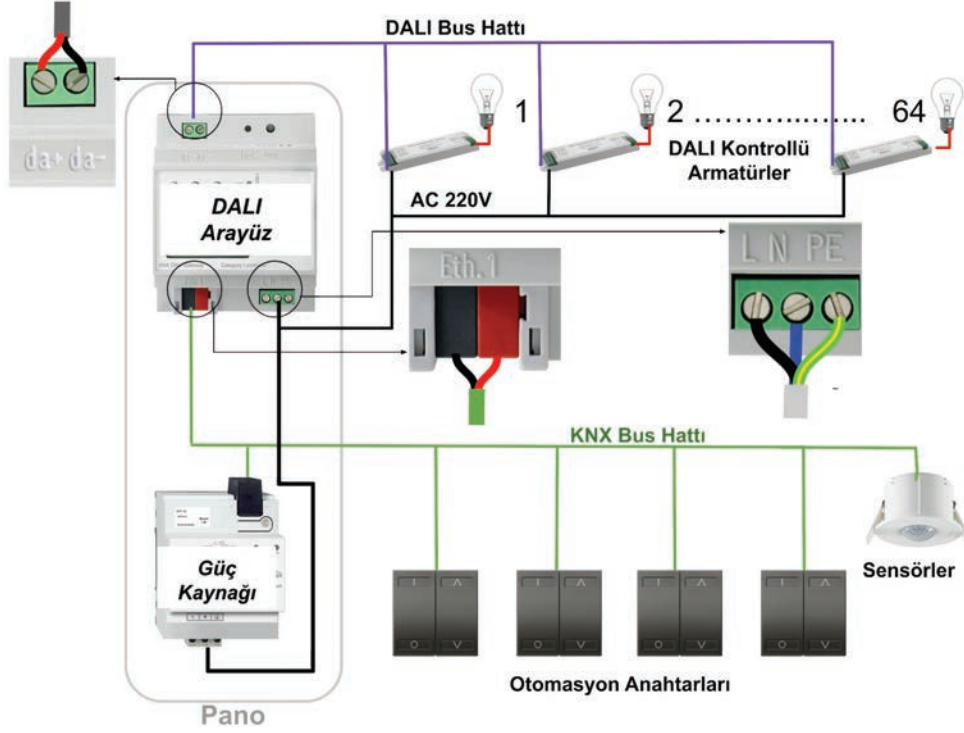 DALI Bus Hattı
1
2 ...................
64
DALI Kontrollü
Armatürler
da+ da-
DALI
Arayüz
AC 220V
L N PE
Eth.1
KNX Bus Hattı
Güç
Kaynağı
Sensörler
Otomasyon Anahtarları
Pano